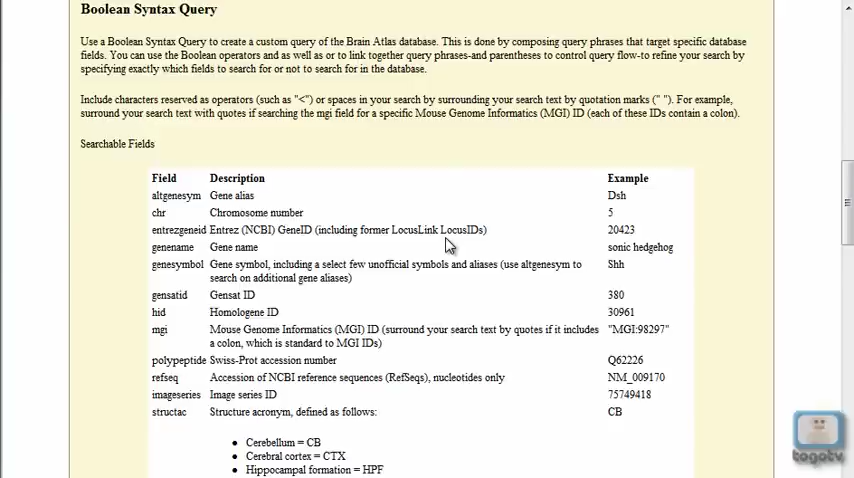 Boolean Syntax Query
Use a Boolean Syntax Query to create a custom query of the Brain Atlas database. This is done by composing query phrases that target specific database
fields. You can use the Boolean operators and as well as or to link together query phrases-and parentheses to control query flow-to refine your search by
specifying exactly which fields to search for or not to search for in the database.
Include characters reserved as operators (such as "<") or spaces in your search by surrounding your search text by quotation marks (" "). For example,
surround your search text with quotes if searching the mgi field for a specific Mouse Genome Informatics (MGI) ID (each of these IDs contain a colon).
Searchable Fields
Field Description Example
altgenesym Gene alias Dsh
chr Chromosome number 5
entrezgeneid Entrez (NCBI) GeneID (including former LocusLink LocusIDs) 20423
genename Gene name sonic hedgehog
genesymbol Gene symbol, including a select few unofficial symbols and aliases (use altgenesym to Shh
search on additional gene aliases)
gensatid Gensat ID 380
hid Homologene ID 30961
mgi Mouse Genome Informatics (MGI) ID (surround your search text by quotes if it includes "MGI:98297"
a colon, which is standard to MGI IDs)
polypeptide Swiss-Prot accession number Q62226
refseq Accession of NCBI reference sequences (RefSeqs), nucleotides only NM_009170
imageseries Image series ID 75749418
structac Structure acronym, defined as follows: CB
• Cerebellum = CB
• Cerebral cortex = CTX
• Hippocampal formation = HPF
togotv